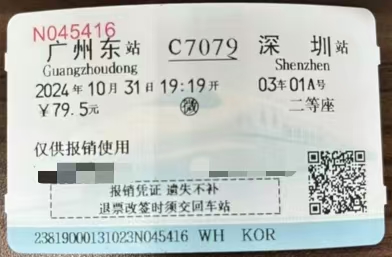 N045416
广州东站 C7079 深圳站
Guangzhoudong Shenzhen
2024年10月31日19:19开 03车01A号
¥79.5元 微 二等座
仅供报销使用
报销凭证 遗失不补
退票改签时须交回车站
23819000131023N045416 WH KOR